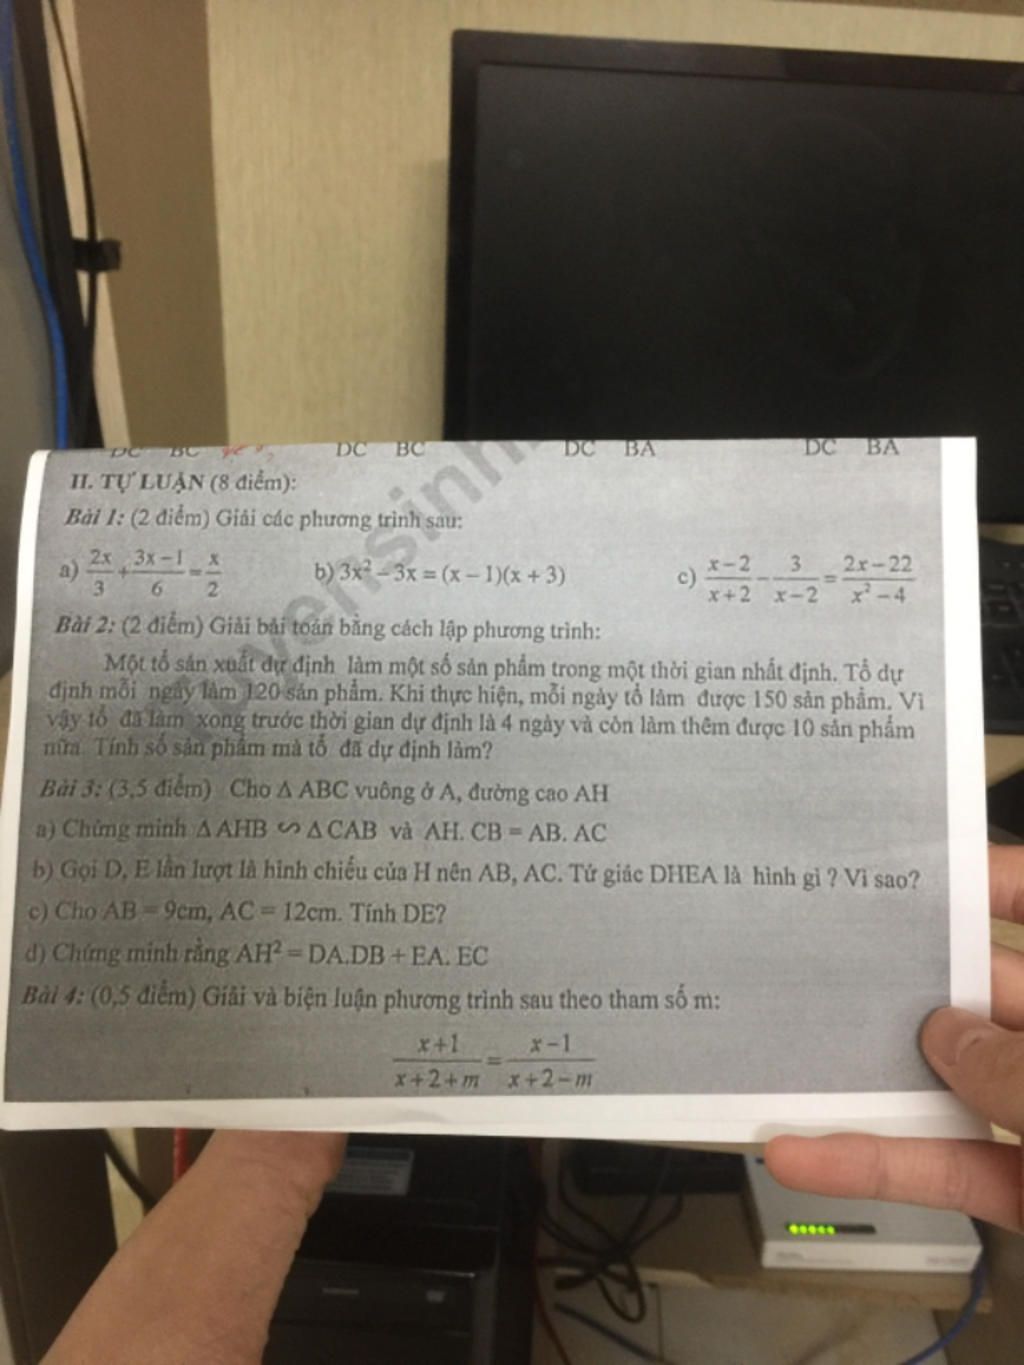 DC BC DC BC DC BA DC BA
II. TỰ LUẬN (8 điểm):
Bài 1: (2 điểm) Giải các phương trình sau:
a) 2x/3 + 3x-1/6 = x/2 b) 3x² - 3x = (x - 1)(x + 3) c) x-2/x+2 - 3/x-2 = 2x-22/x²-4
Bài 2: (2 điểm) Giải bài toán bằng cách lập phương trình:
Một tổ sản xuất dự định làm một số sản phẩm trong một thời gian nhất định. Tổ dự
định mỗi ngày làm 120 sản phẩm. Khi thực hiện, mỗi ngày tổ làm được 150 sản phẩm. Vì
vậy tổ đã làm xong trước thời gian dự định là 4 ngày và còn làm thêm được 10 sản phẩm
nữa. Tính số sản phẩm mà tổ đã dự định làm?
Bài 3: (3,5 điểm) Cho Δ ABC vuông ở A, đường cao AH
a) Chứng minh Δ AHB ∽ Δ CAB và AH. CB = AB. AC
b) Gọi D, E lần lượt là hình chiếu của H nên AB, AC. Tứ giác DHEA là hình gì ? Vì sao?
c) Cho AB = 9cm, AC = 12cm. Tính DE?
d) Chứng minh rằng AH² = DA.DB + EA. EC
Bài 4: (0,5 điểm) Giải và biện luận phương trình sau theo tham số m:
x+1/x+2+m = x-1/x+2-m